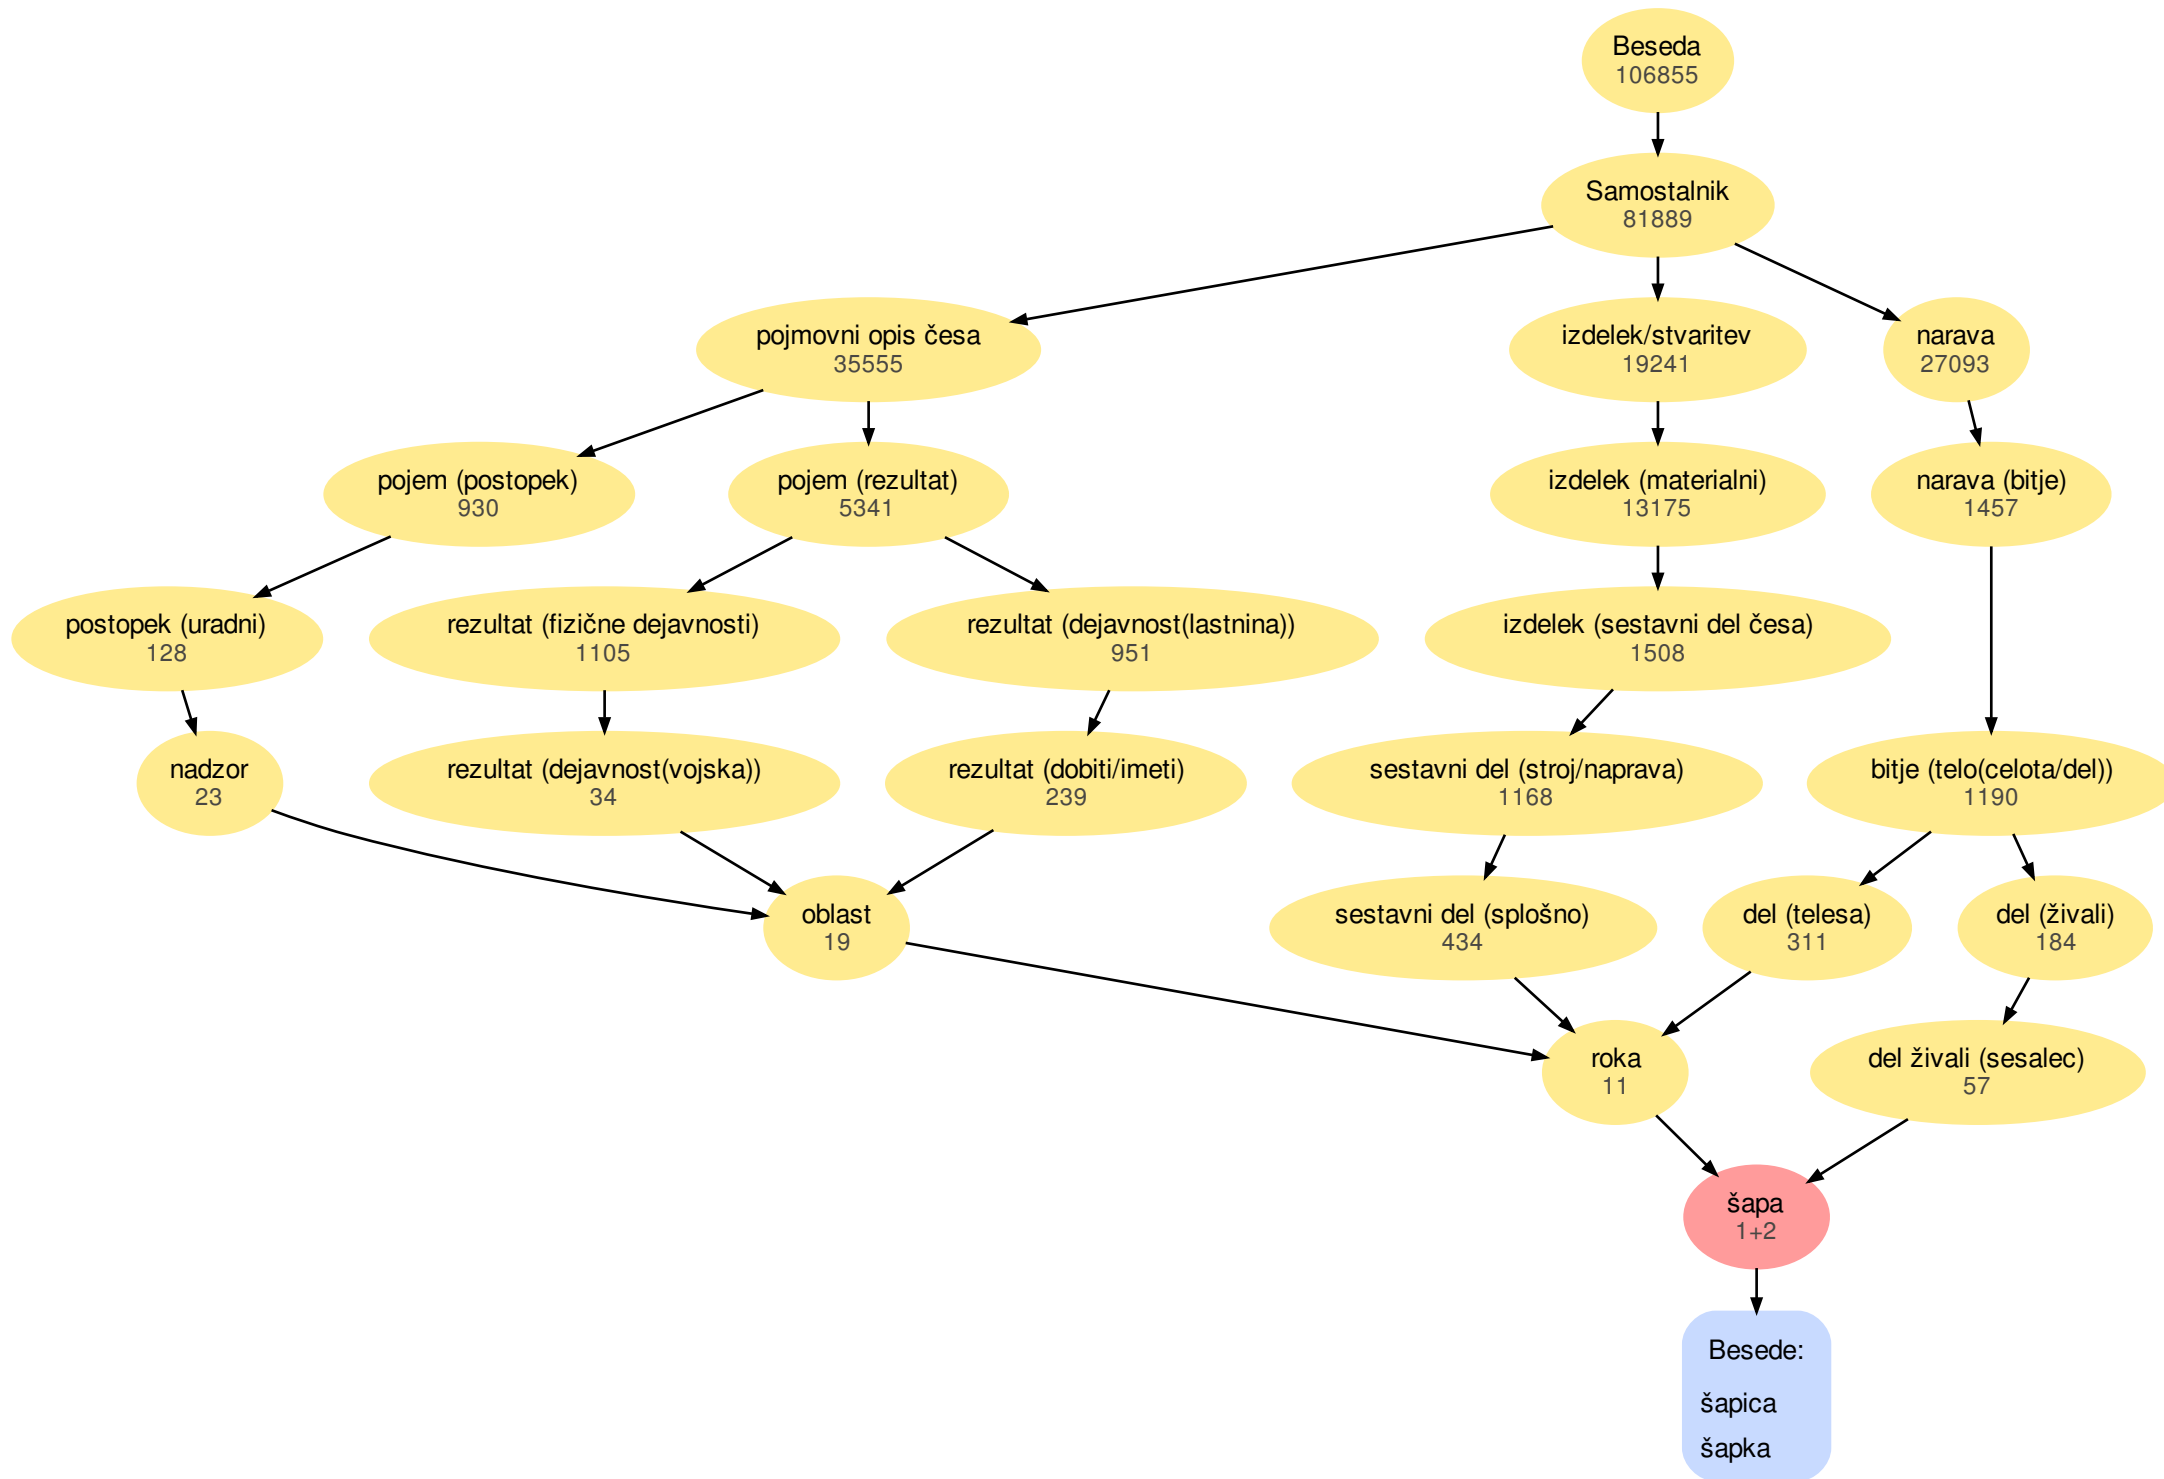 Beseda
106855
Samostalnik
81889
pojmovni opis česa
35555
izdelek/stvaritev
19241
narava
27093
pojem (postopek)
930
pojem (rezultat)
5341
izdelek (materialni)
13175
narava (bitje)
1457
postopek (uradni)
128
rezultat (fizične dejavnosti)
1105
rezultat (dejavnost(lastnina))
951
izdelek (sestavni del česa)
1508
nadzor
23
rezultat (dejavnost(vojska))
34
rezultat (dobiti/imeti)
239
sestavni del (stroj/naprava)
1168
bitje (telo(celota/del))
1190
oblast
19
sestavni del (splošno)
434
del (telesa)
311
del (živali)
184
roka
11
del živali (sesalec)
57
šapa
1+2
Besede:
šapica
šapka